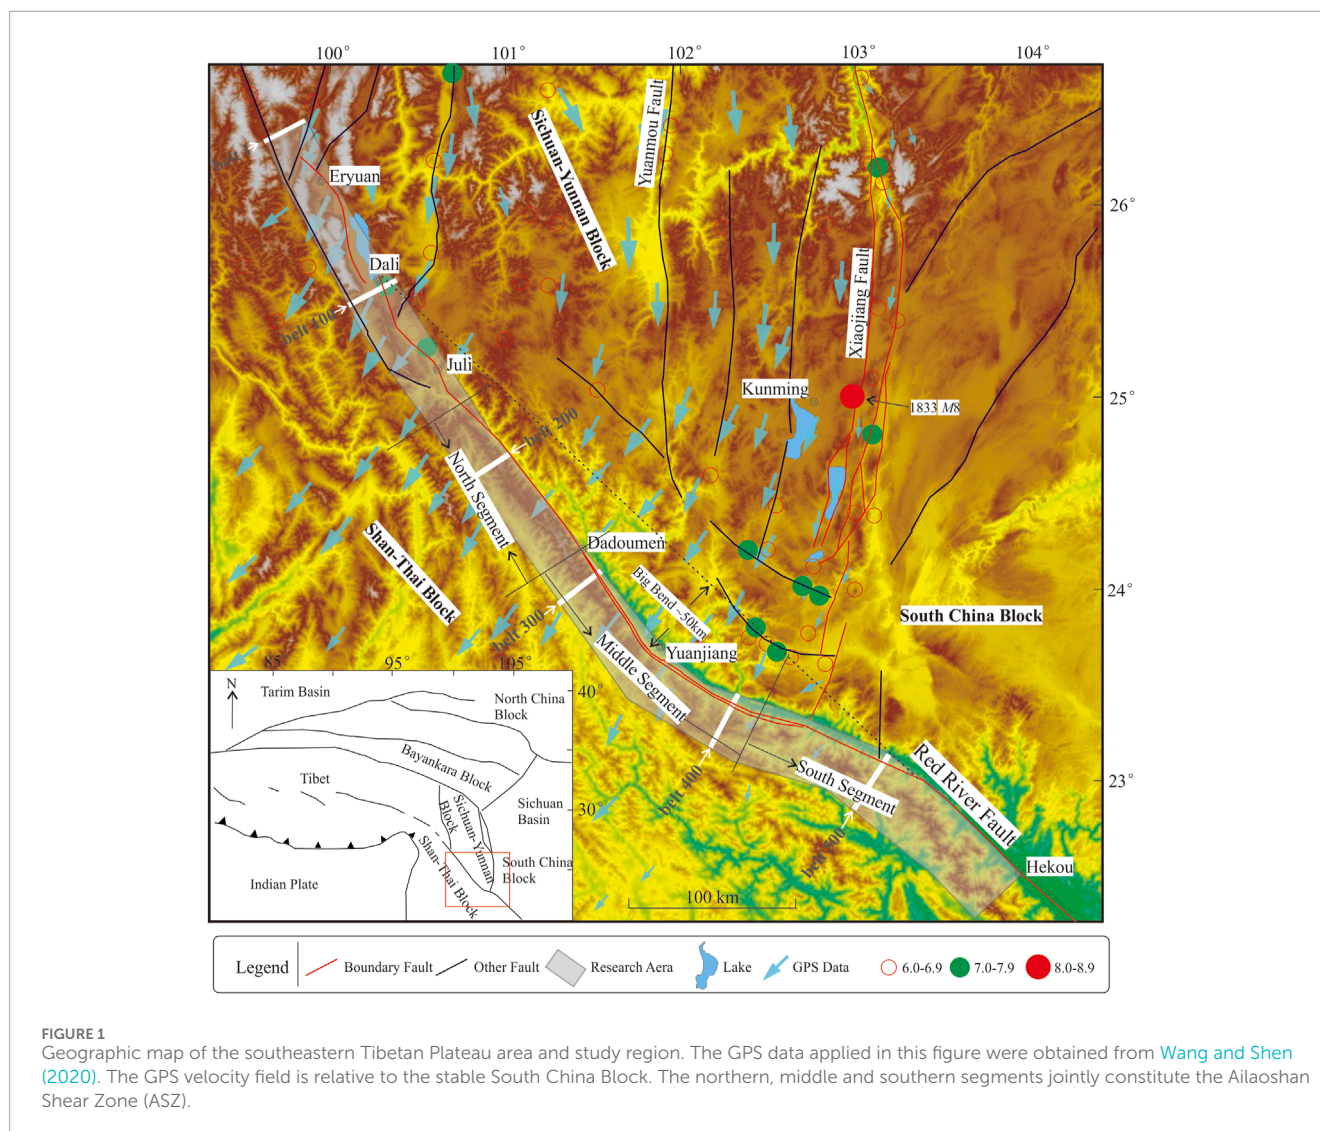 100°
101°
102°
103°
104°
26°
25°
24°
23°
Eryuan
Dali
belt 100
Juli
Sichuan-Yunnan Block
Yuanmou Fault
Xiaojiang Fault
Kunming
1833 M8
belt 200
North Segment
Shan-Thai Block
Dadoumen
Big Bend ~50km
belt 300
Yuanjiang
Middle Segment
South China Block
belt 400
South Segment
Red River Fault
Hekou
100 km
85°
95°
105°
40°
30°
N
Tarim Basin
North China
Block
Bayankara Block
Tibet
Sichuan-Yunnan
Block
Sichuan
Basin
Shan-Thai Block
South China
Block
Indian Plate
Legend
Boundary Fault
Other Fault
Research Aera
Lake
GPS Data
6.0-6.9
7.0-7.9
8.0-8.9
FIGURE 1
Geographic map of the southeastern Tibetan Plateau area and study region. The GPS data applied in this figure were obtained from Wang and Shen
(2020). The GPS velocity field is relative to the stable South China Block. The northern, middle and southern segments jointly constitute the Ailaoshan
Shear Zone (ASZ).